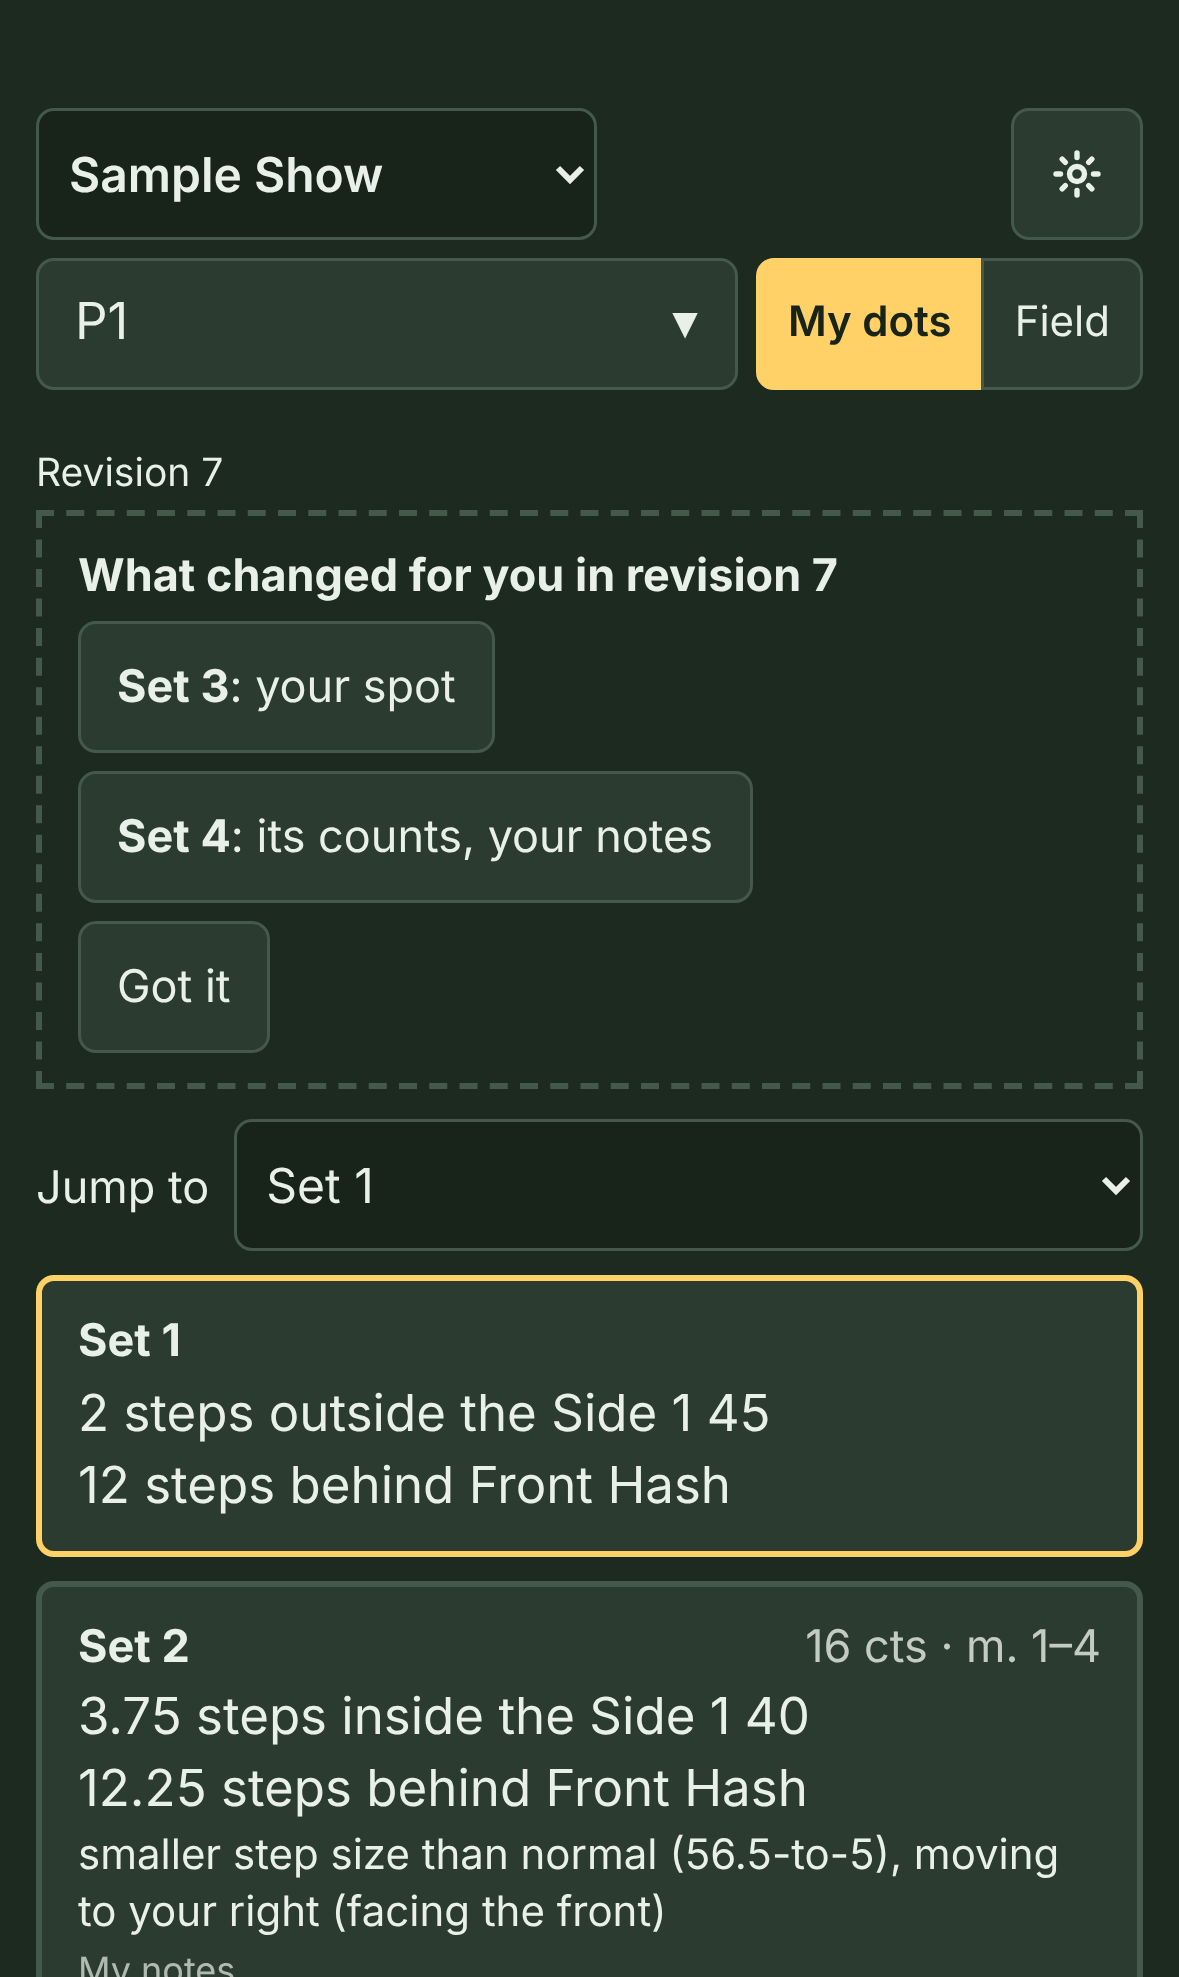 Sample Show
P1
My dots
Field
Revision 7
What changed for you in revision 7
Set 3: your spot
Set 4: its counts, your notes
Got it
Jump to
Set 1
Set 1
2 steps outside the Side 1 45
12 steps behind Front Hash
Set 2
16 cts · m. 1–4
3.75 steps inside the Side 1 40
12.25 steps behind Front Hash
smaller step size than normal (56.5-to-5), moving
to your right (facing the front)
My notes